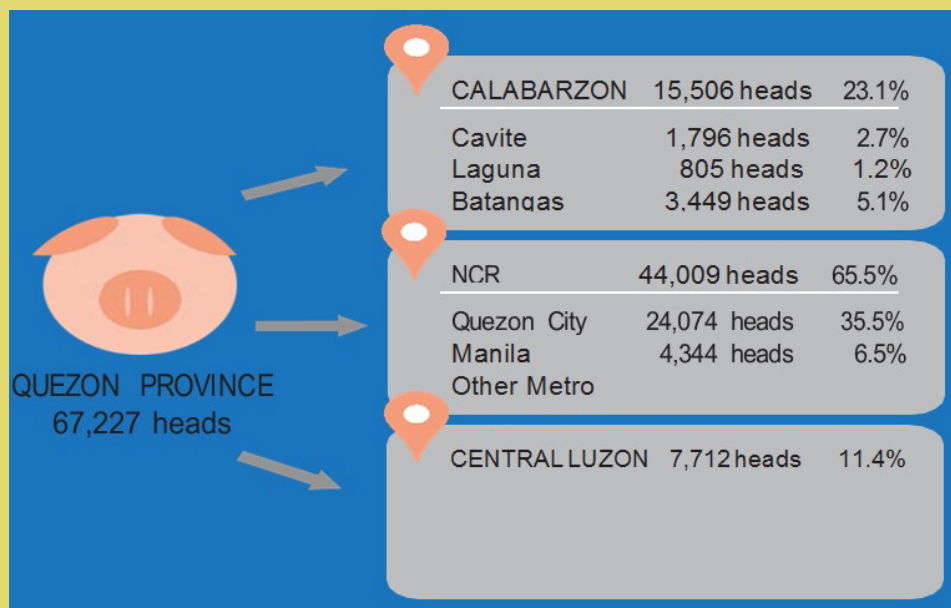 CALABARZON 15,506 heads 23.1%
Cavite 1,796 heads 2.7%
Laguna 805 heads 1.2%
Batangas 3,449 heads 5.1%
NCR 44,009 heads 65.5%
Quezon City 24,074 heads 35.5%
Manila 4,344 heads 6.5%
Other Metro
QUEZON PROVINCE
67,227 heads
CENTRAL LUZON 7,712 heads 11.4%